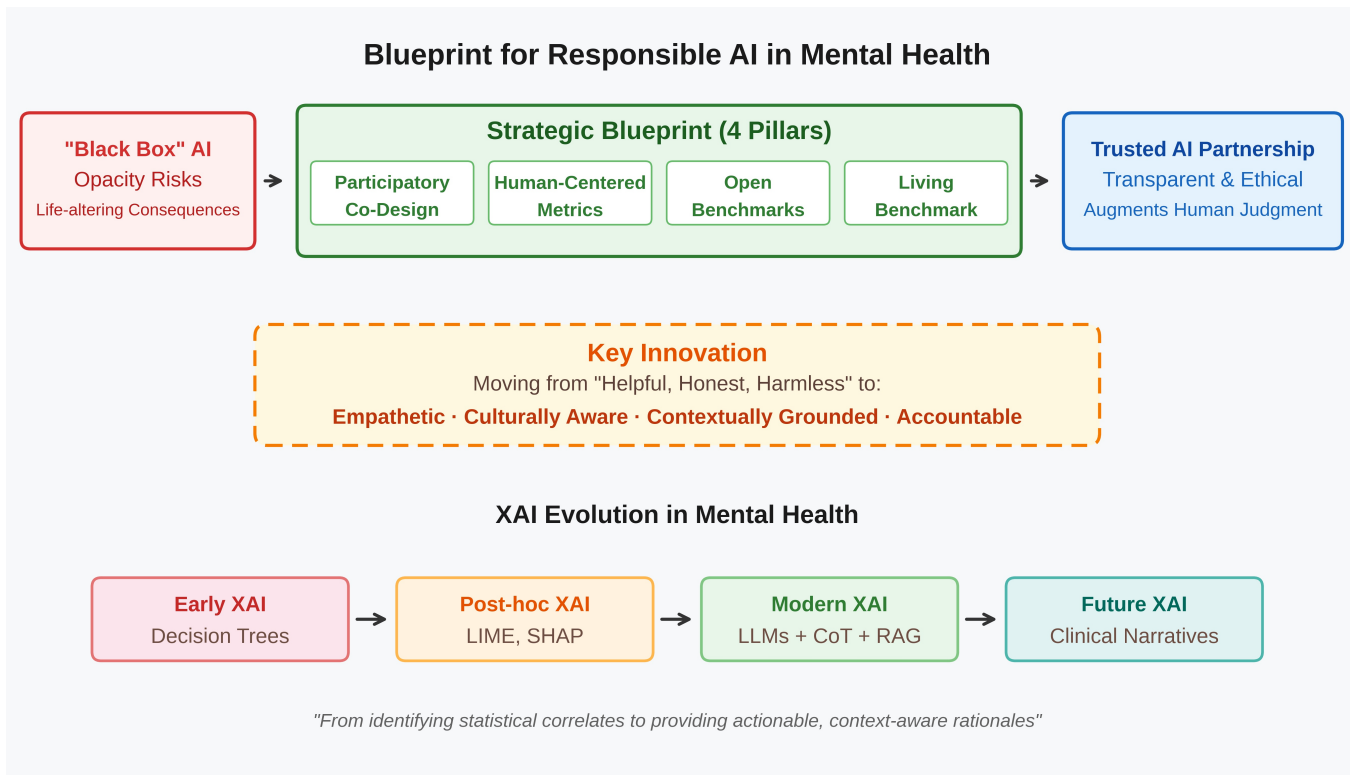 Blueprint for Responsible AI in Mental Health
"Black Box" AI
Opacity Risks
Life-altering Consequences
Strategic Blueprint (4 Pillars)
Participatory
Co-Design
Human-Centered
Metrics
Open
Benchmarks
Living
Benchmark
Trusted AI Partnership
Transparent & Ethical
Augments Human Judgment
Key Innovation
Moving from "Helpful, Honest, Harmless" to:
Empathetic · Culturally Aware · Contextually Grounded · Accountable
XAI Evolution in Mental Health
Early XAI
Decision Trees
Post-hoc XAI
LIME, SHAP
Modern XAI
LLMs + CoT + RAG
Future XAI
Clinical Narratives
"From identifying statistical correlates to providing actionable, context-aware rationales"